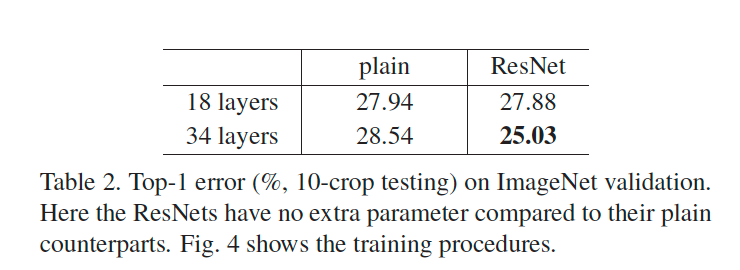 plain ResNet
18 layers 27.94 27.88
34 layers 28.54 25.03
Table 2. Top-1 error (%, 10-crop testing) on ImageNet validation.
Here the ResNets have no extra parameter compared to their plain
counterparts. Fig. 4 shows the training procedures.